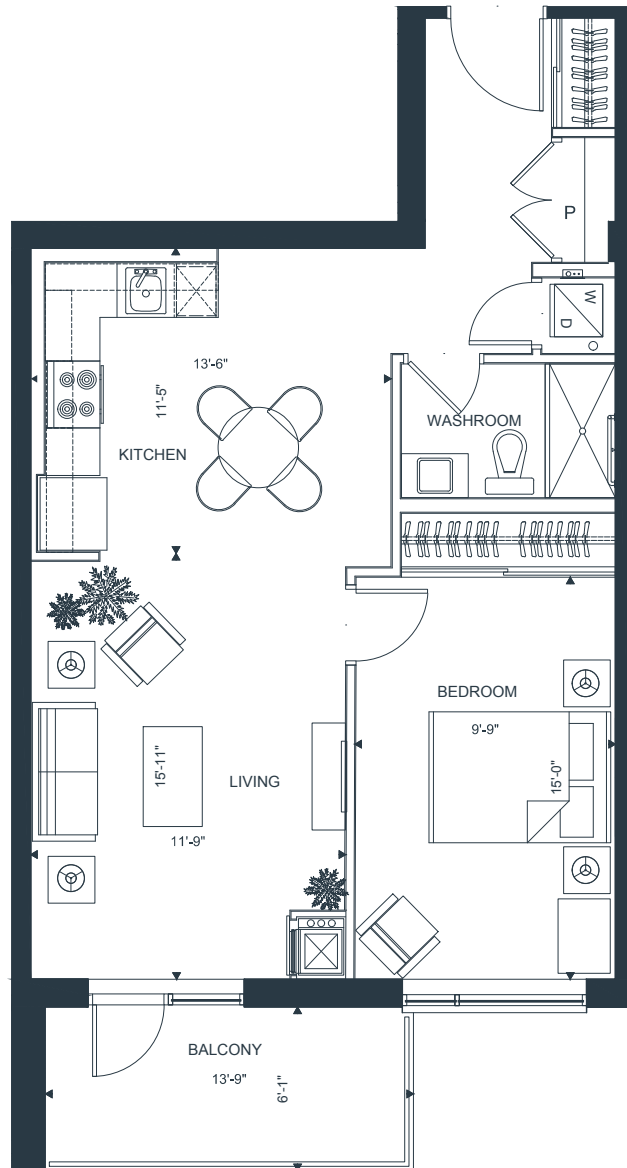 P
W
D
13'-6"
11'-5"
WASHROOM
KITCHEN
BEDROOM
9'-9"
15'-0"
15'-11"
LIVING
11'-9"
BALCONY
13'-9"
6'-1"